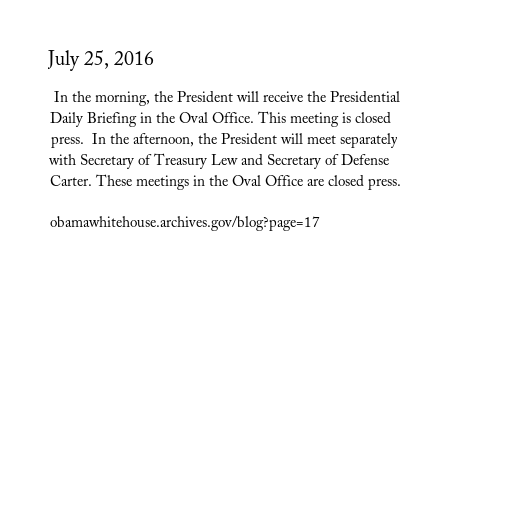 July 25, 2016
In the morning, the President will receive the Presidential
Daily Briefing in the Oval Office. This meeting is closed
press.  In the afternoon, the President will meet separately
with Secretary of Treasury Lew and Secretary of Defense
Carter. These meetings in the Oval Office are closed press.
obamawhitehouse.archives.gov/blog?page=17